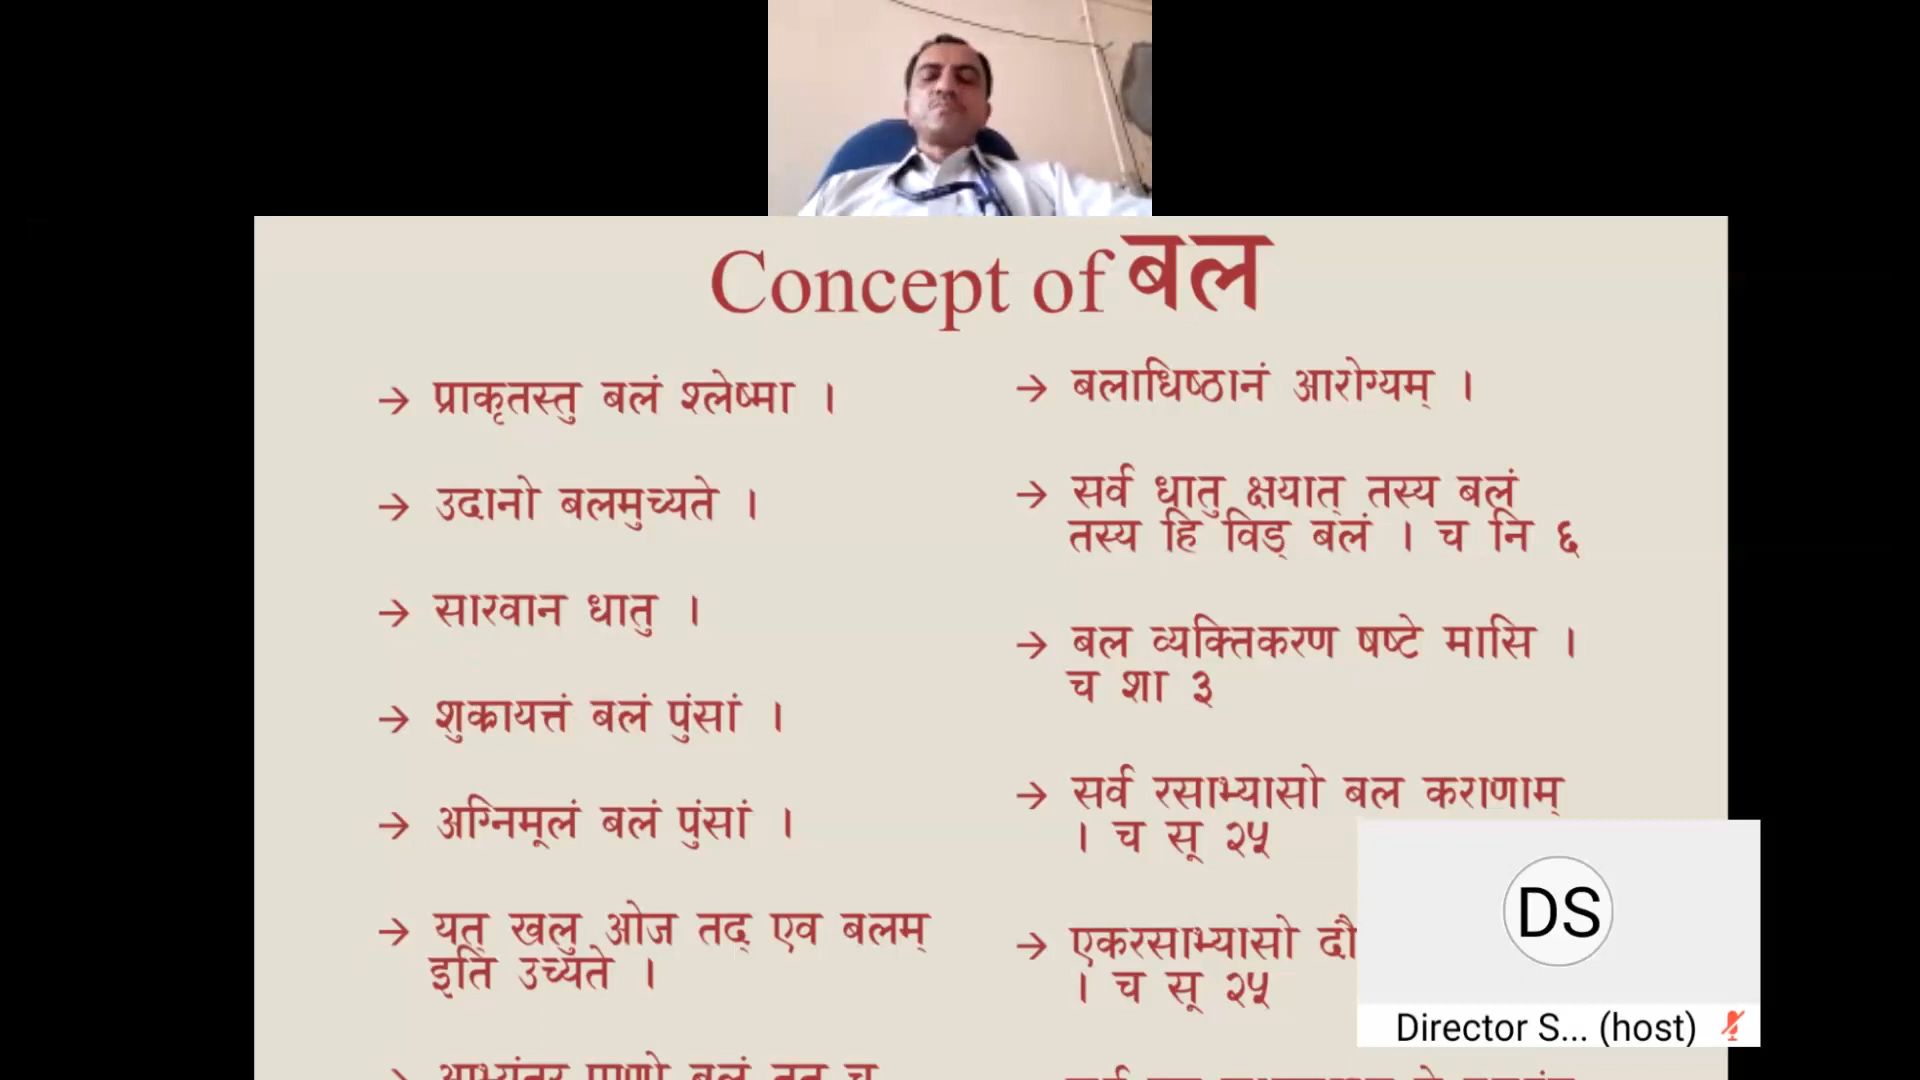 Concept of बल
→ प्राकृतस्तु बलं श्लेष्मा ।
→ उदानो बलमुच्यते ।
→ सारवान धातु ।
→ शुक्रायत्तं बलं पुंसां ।
→ अग्निमूलं बलं पुंसां ।
→ यत् खलु ओज तद् एव बलम्
इति उच्यते ।
→ बलाधिष्ठानं आरोग्यम् ।
→ सर्व धातु क्षयात् तस्य बलं
तस्य हि विड् बलं । च नि ६
→ बल व्यक्तिकरण षष्टे मासि ।
च शा ३
→ सर्व रसाभ्यासो बल कराणाम्
। च सू २५
→ एकरसाभ्यासो
। च सू २५
DS
Director S... (host)